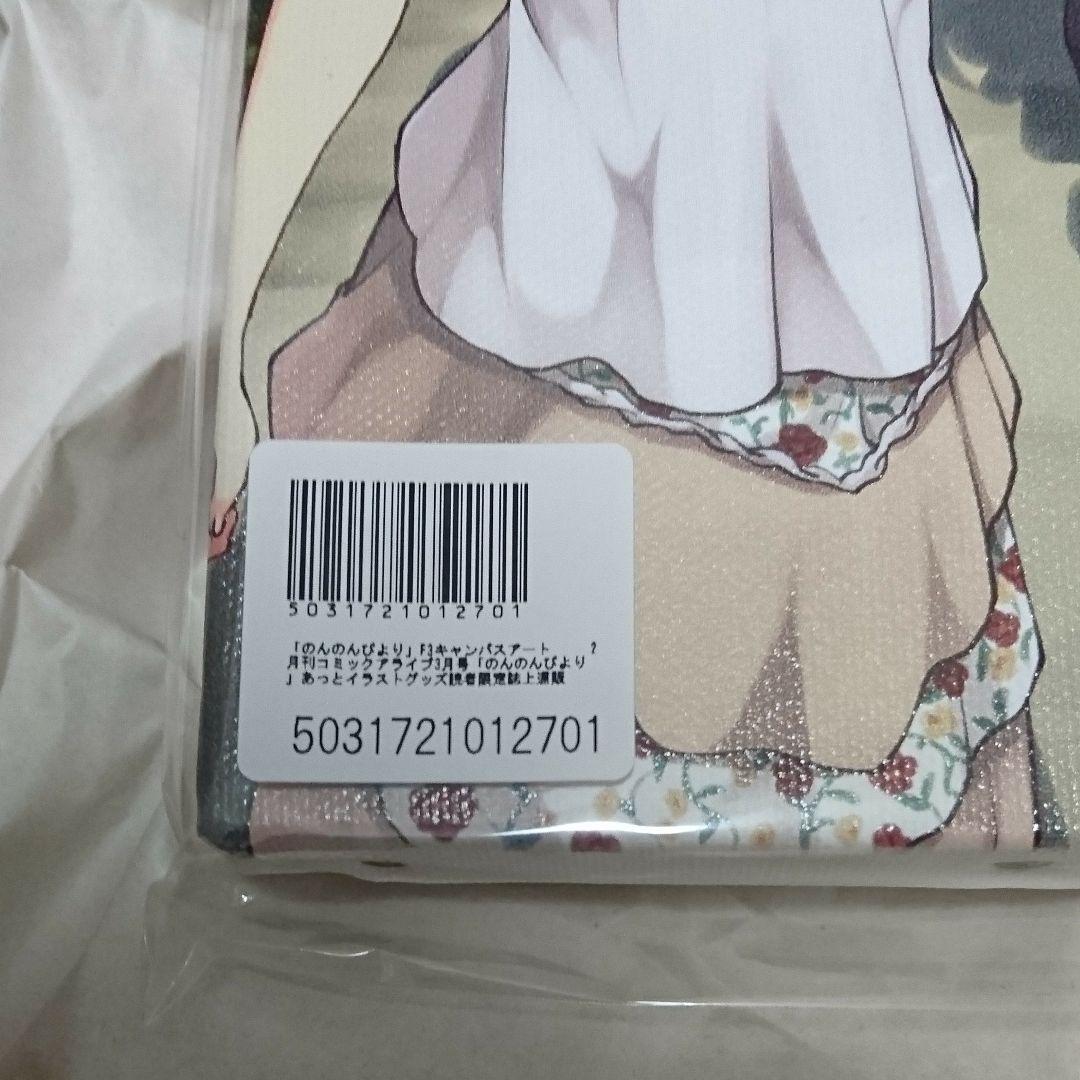 5031721012701
「のんのんびより」F3キャンバスアート 2
月刊コミックアライブ3月号「のんのんびより
」あっとイラストグッズ読者限定誌上通販
5031721012701